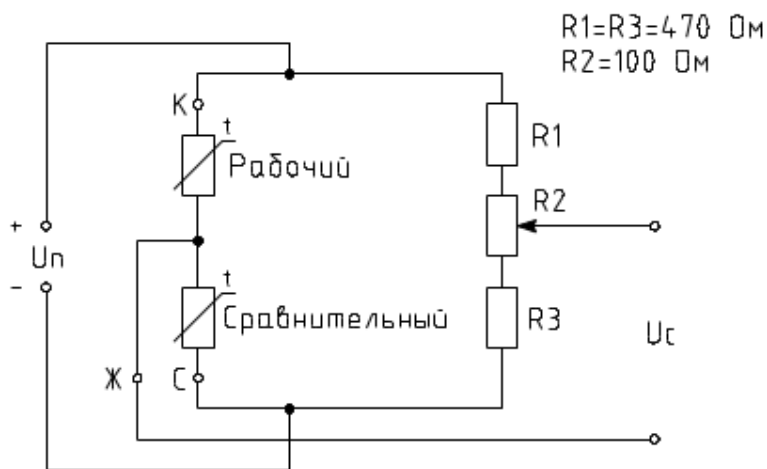 R1=R3=470 Ом
R2=100 Ом
К
t
Рабочий
R1
R2
+
Uп
-
t
Сравнительный
R3
Uс
Ж
С